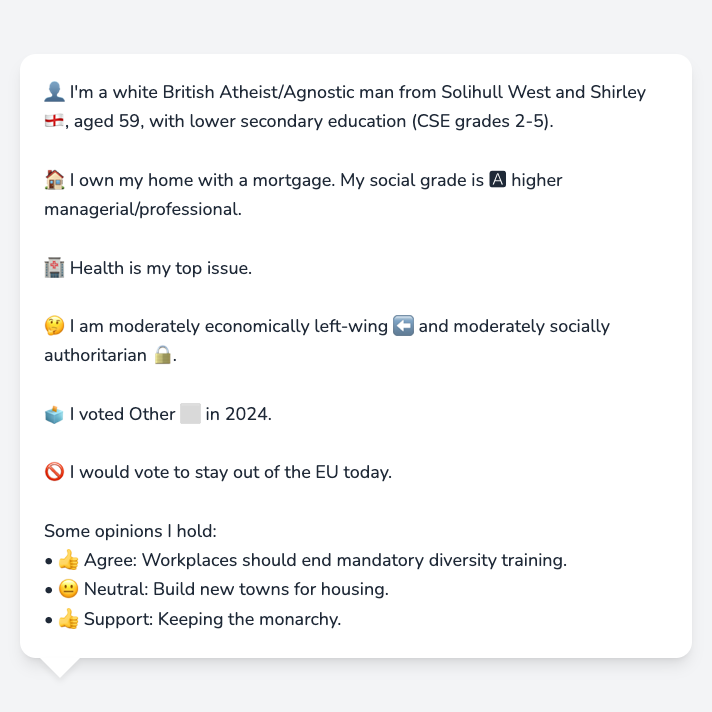 👤 I'm a white British Atheist/Agnostic man from Solihull West and Shirley
🏴󠁧󠁢󠁥󠁮󠁧󠁿, aged 59, with lower secondary education (CSE grades 2-5).
🏠 I own my home with a mortgage. My social grade is 🅰 higher
managerial/professional.
🏥 Health is my top issue.
🤔 I am moderately economically left-wing ⬅️ and moderately socially
authoritarian 🔒.
🗳️ I voted Other ⬜ in 2024.
🚫 I would vote to stay out of the EU today.
Some opinions I hold:
• 👍 Agree: Workplaces should end mandatory diversity training.
• 😐 Neutral: Build new towns for housing.
• 👍 Support: Keeping the monarchy.